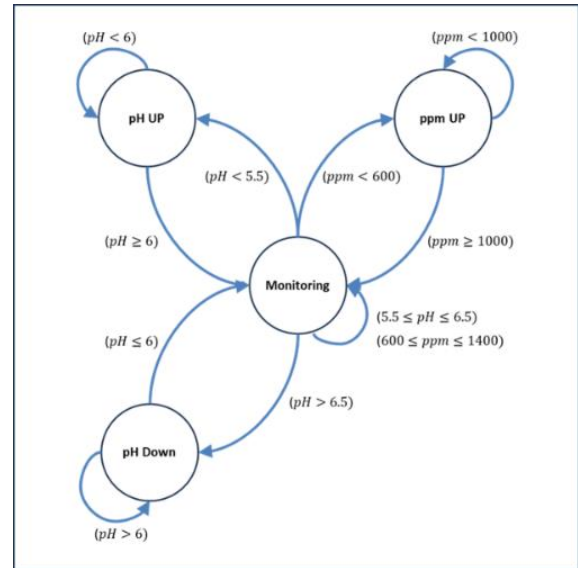 (pH < 6)
(ppm < 1000)
pH UP
ppm UP
(pH < 5.5)
(ppm < 600)
(pH ≥ 6)
(ppm ≥ 1000)
Monitoring
(5.5 ≤ pH ≤ 6.5)
(600 ≤ ppm ≤ 1400)
(pH ≤ 6)
(pH > 6.5)
pH Down
(pH > 6)